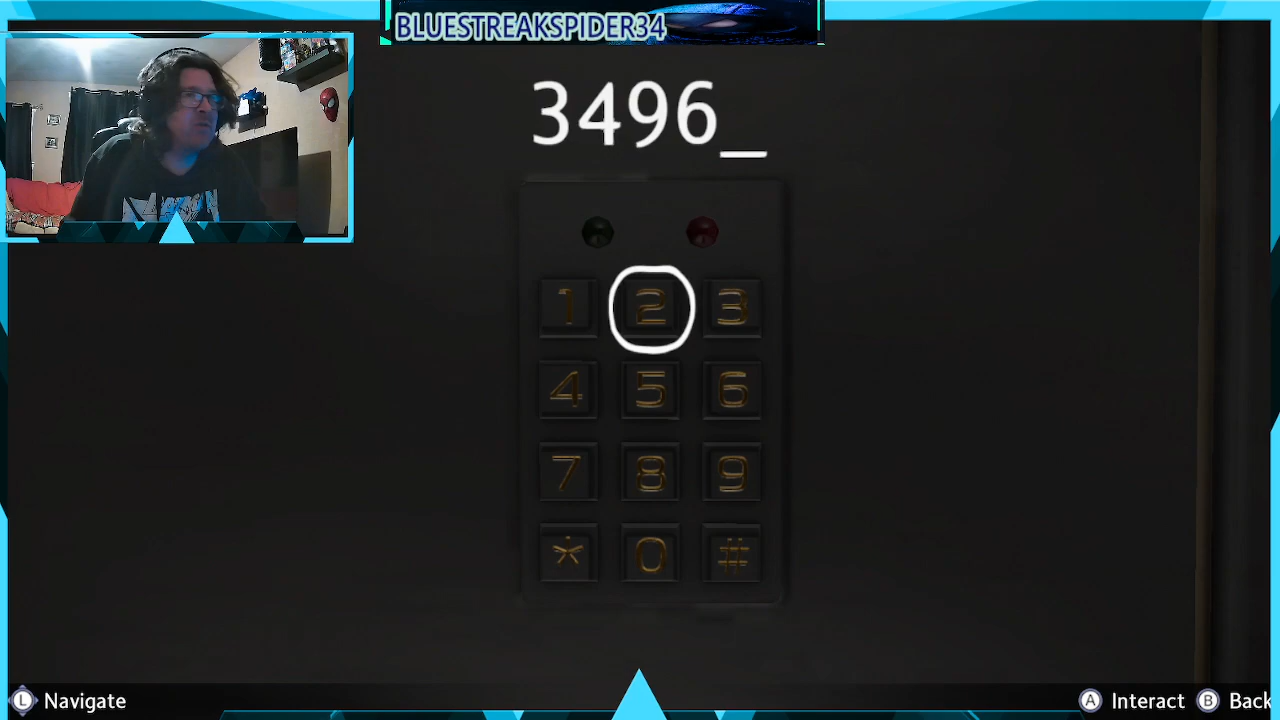 BLUESTREAKSPIDER34
3496_
1 2 3
4 5 6
7 8 9
* 0 #
L Navigate
A Interact B Back